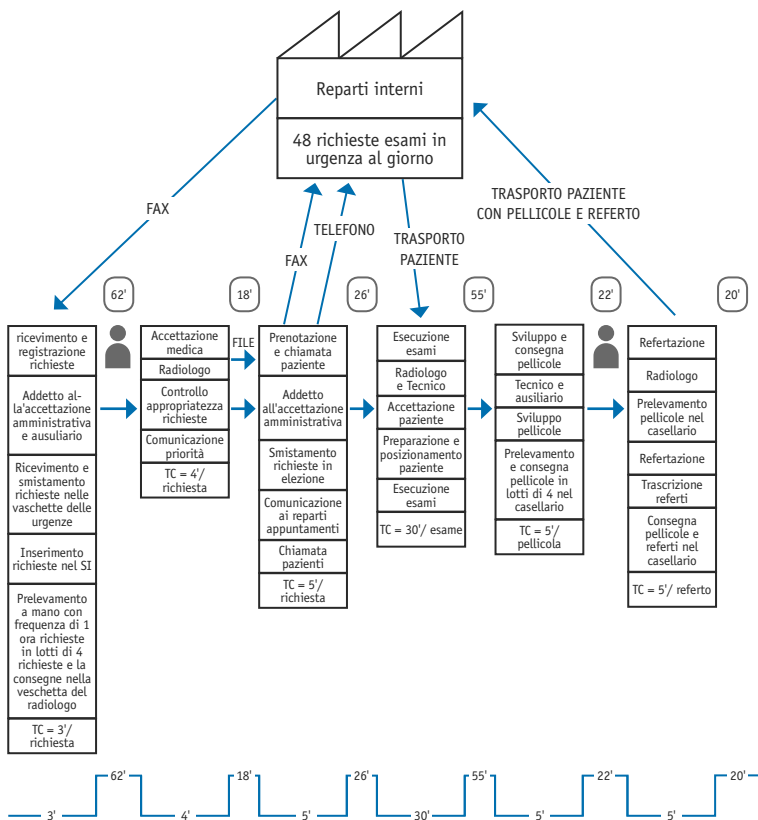 Reparti interni
48 richieste esami in
urgenza al giorno
FAX
FAX
TELEFONO
TRASPORTO
PAZIENTE
TRASPORTO PAZIENTE
CON PELLICOLE E REFERTO
62'
18'
26'
55'
22'
20'
ricevimento e
registrazione
richieste
Addetto al-
la'accettazione
amministrativa
e ausuliario
Ricevimento e
smistamento
richieste nelle
vaschette delle
urgenze
Inserimento
richieste nel SI
Prelevamento
a mano con
frequenza di 1
ora richieste
in lotti di 4
richieste e la
consegne nella
veschetta del
radiologo
TC = 3'/
richiesta
Accettazione
medica
Radiologo
Controllo
appropriatezza
richieste
Comunicazione
priorità
TC = 4'/
richiesta
FILE
Prenotazione
e chiamata
paziente
Addetto
all'accettazione
amministrativa
Smistamento
richieste in
elezione
Comunicazione
ai reparti
appuntamenti
Chiamata
pazienti
TC = 5'/
richiesta
Esecuzione
esami
Radiologo
e Tecnico
Accettazione
paziente
Preparazione e
posizionamento
paziente
Esecuzione
esami
TC = 30'/ esame
Sviluppo e
consegna
pellicole
Tecnico e
ausiliario
Sviluppo
pellicole
Prelevamento
e consegna
pellicole in
lotti di 4 nel
casellario
TC = 5'/
pellicola
Refertazione
Radiologo
Prelevamento
pellicole nel
casellario
Refertazione
Trascrizione
referti
Consegna
pellicole e
referti nel
casellario
TC = 5'/ referto
62'
18'
26'
55'
22'
20'
3'
4'
5'
30'
5'
5'